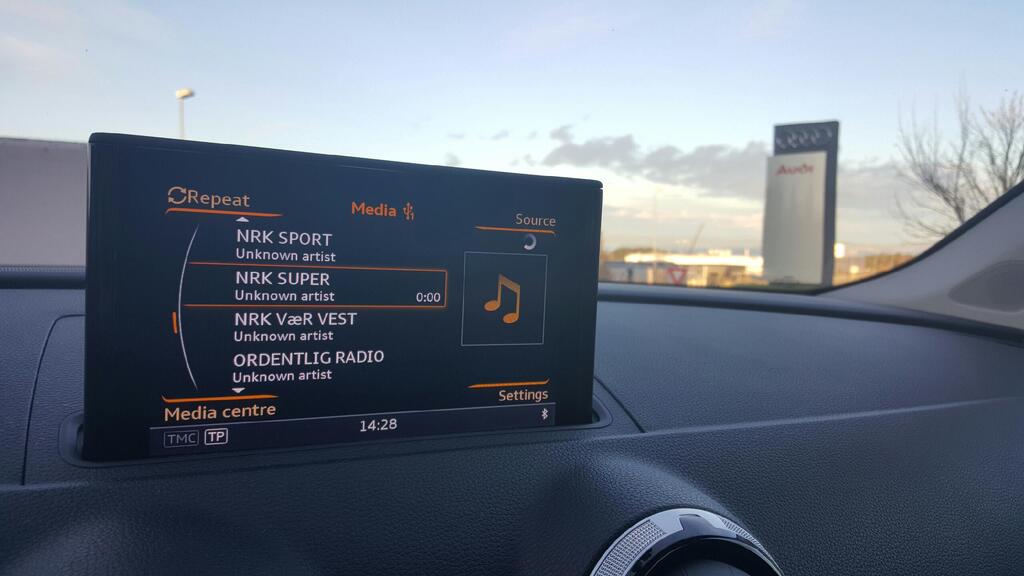 Repeat
Media
Source
NRK SPORT
Unknown artist
NRK SUPER
Unknown artist 0:00
NRK VÆR VEST
Unknown artist
ORDENTLIG RADIO
Unknown artist
Media centre
Settings
TMC TP 14:28